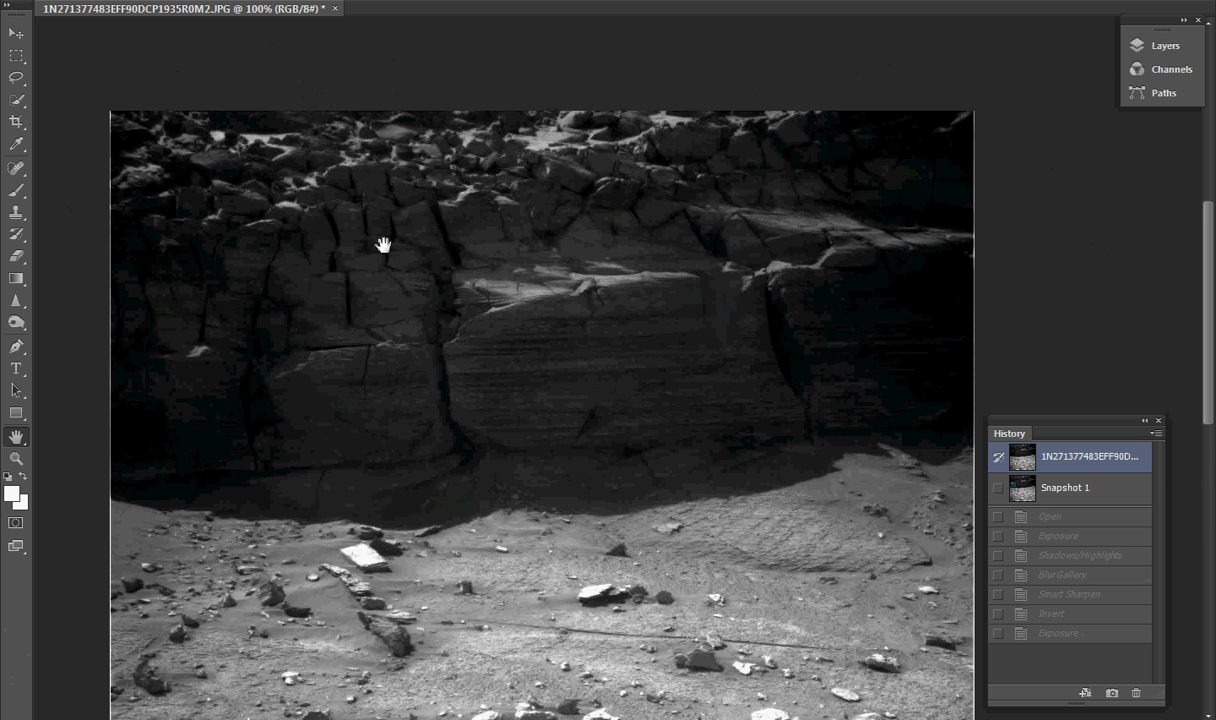 1N271377483EFF90DCP1935R0M2.JPG @ 100% (RGB/8#) *
Layers
Channels
Paths
History
1N271377483EFF90D...
Snapshot 1
Open
Exposure
Shadows/Highlights
Blur Gallery
Smart Sharpen
Invert
Exposure